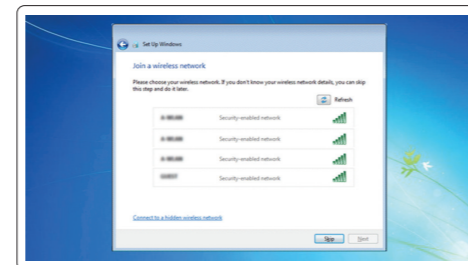 Set Up Windows
Join a wireless network
Please choose your wireless network. If you don't know your wireless network details, you can skip
this step and do it later.
Refresh
Security-enabled network
Security-enabled network
Security-enabled network
Security-enabled network
Connect to a hidden wireless network
Skip Next